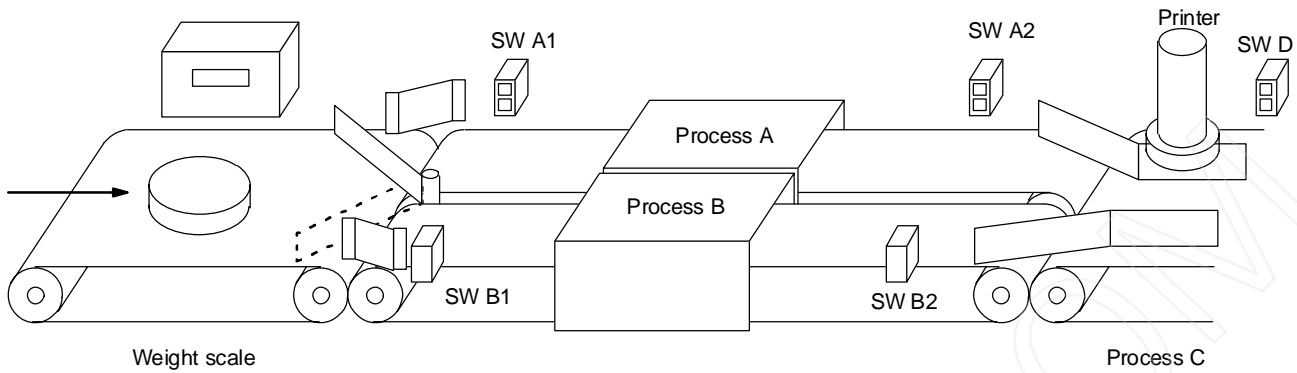 Printer
SW A1
SW A2
SW D
Process A
Process B
SW B1
SW B2
Weight scale
Process C